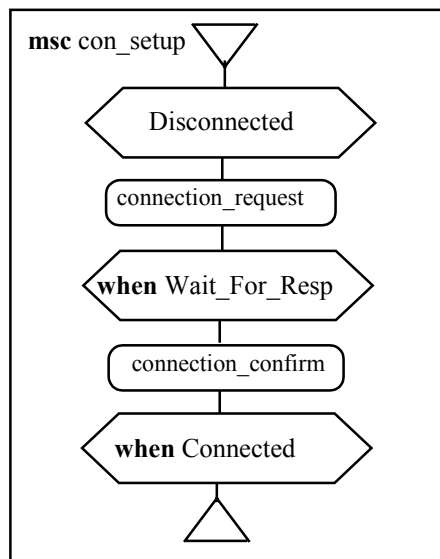 msc con_setup
Disconnected
connection_request
when Wait_For_Resp
connection_confirm
when Connected